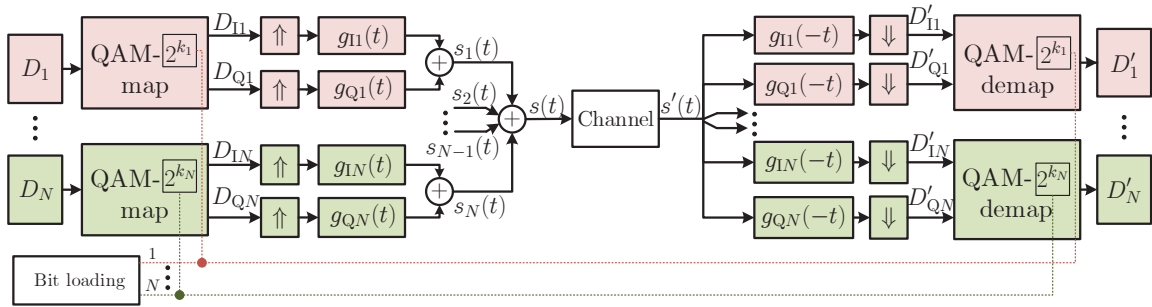 D_1
QAM-2^{k_1}
map
D_{I1}
D_{Q1}
⇑
g_{I1}(t)
⇑
g_{Q1}(t)
+
s_1(t)
s_2(t)
s_{N−1}(t)
s_N(t)
+
s(t)
Channel
s′(t)
g_{I1}(−t)
⇓
D′_{I1}
g_{Q1}(−t)
⇓
D′_{Q1}
QAM-2^{k_1}
demap
D′_1
D_N
QAM-2^{k_N}
map
D_{IN}
D_{QN}
⇑
g_{IN}(t)
⇑
g_{QN}(t)
+
g_{IN}(−t)
⇓
D′_{IN}
g_{QN}(−t)
⇓
D′_{QN}
QAM-2^{k_N}
demap
D′_N
Bit loading
1
N